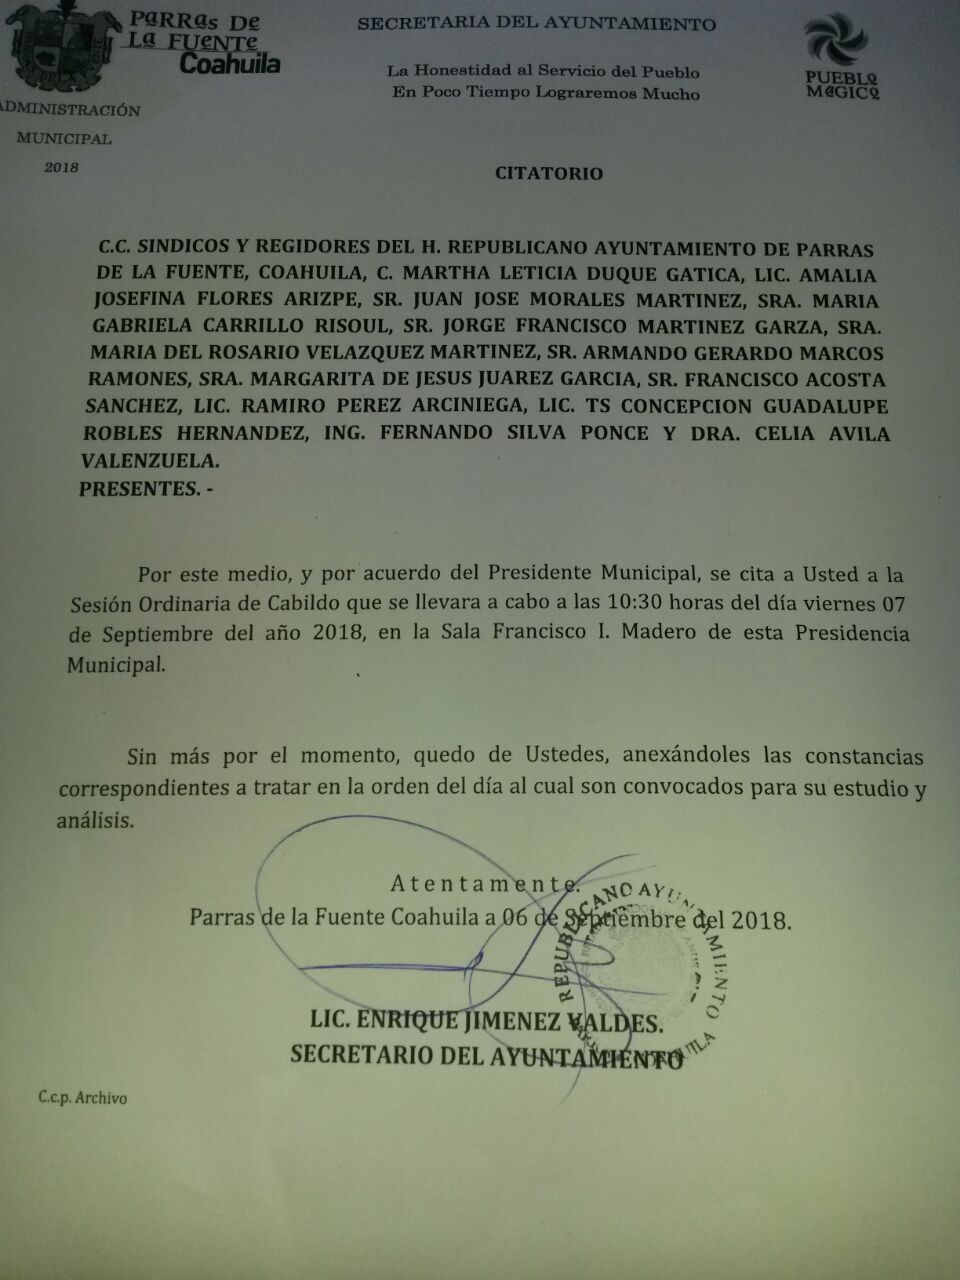 PARRAS DE
LA FUENTE
Coahuila
ADMINISTRACIÓN
MUNICIPAL
2018
SECRETARIA DEL AYUNTAMIENTO
La Honestidad al Servicio del Pueblo
En Poco Tiempo Lograremos Mucho
PUEBLO
MÁGICO
CITATORIO
C.C. SINDICOS Y REGIDORES DEL H. REPUBLICANO AYUNTAMIENTO DE PARRAS
DE LA FUENTE, COAHUILA, C. MARTHA LETICIA DUQUE GATICA, LIC. AMALIA
JOSEFINA FLORES ARIZPE, SR. JUAN JOSE MORALES MARTINEZ, SRA. MARIA
GABRIELA CARRILLO RISOUL, SR. JORGE FRANCISCO MARTINEZ GARZA, SRA.
MARIA DEL ROSARIO VELAZQUEZ MARTINEZ, SR. ARMANDO GERARDO MARCOS
RAMONES, SRA. MARGARITA DE JESUS JUAREZ GARCIA, SR. FRANCISCO ACOSTA
SANCHEZ, LIC. RAMIRO PEREZ ARCINIEGA, LIC. TS CONCEPCION GUADALUPE
ROBLES HERNANDEZ, ING. FERNANDO SILVA PONCE Y DRA. CELIA AVILA
VALENZUELA.
PRESENTES. -
Por este medio, y por acuerdo del Presidente Municipal, se cita a Usted a la
Sesión Ordinaria de Cabildo que se llevara a cabo a las 10:30 horas del día viernes 07
de Septiembre del año 2018, en la Sala Francisco I. Madero de esta Presidencia
Municipal.
Sin más por el momento, quedo de Ustedes, anexándoles las constancias
correspondientes a tratar en la orden del día al cual son convocados para su estudio y
análisis.
Atentamente.
Parras de la Fuente Coahuila a 06 de Septiembre del 2018.
REPUBLICANO AYUNTAMIENTO
LIC. ENRIQUE JIMENEZ VALDES.
SECRETARIO DEL AYUNTAMIENTO
C.c.p. Archivo